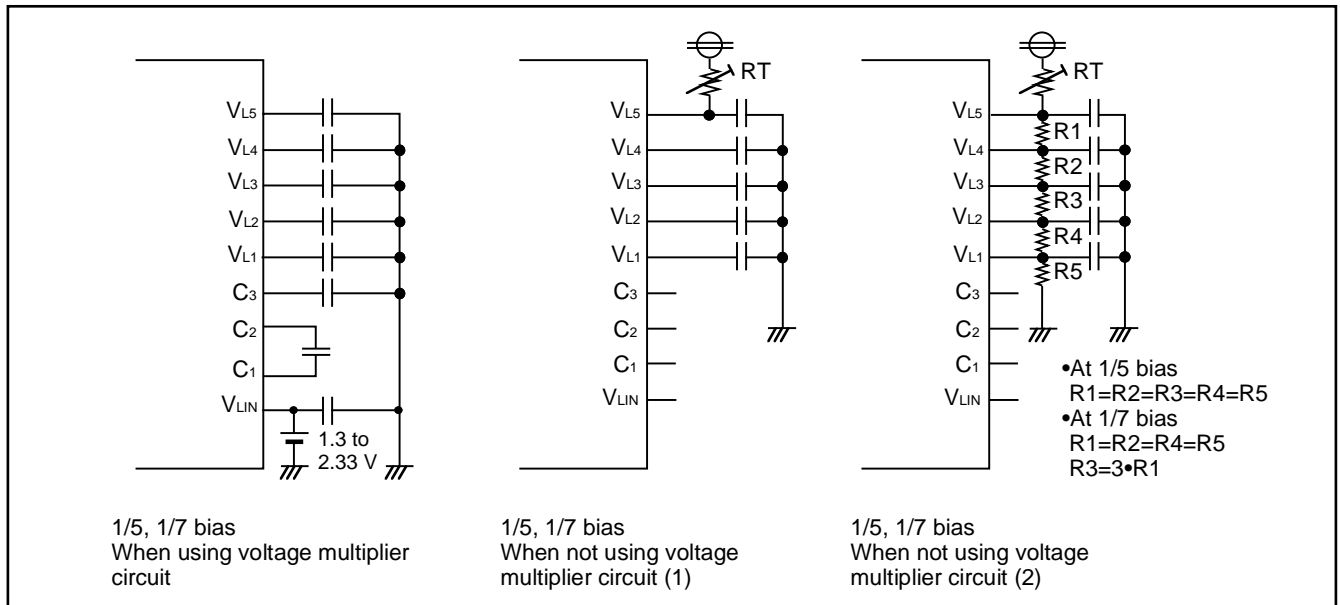 VL5
VL4
VL3
VL2
VL1
C3
C2
C1
VLIN
1.3 to
2.33 V
1/5, 1/7 bias
When using voltage multiplier
circuit
RT
VL5
VL4
VL3
VL2
VL1
C3
C2
C1
VLIN
1/5, 1/7 bias
When not using voltage
multiplier circuit (1)
RT
VL5
R1
VL4
R2
VL3
R3
VL2
R4
VL1
R5
C3
C2
C1
VLIN
•At 1/5 bias
R1=R2=R3=R4=R5
•At 1/7 bias
R1=R2=R4=R5
R3=3•R1
1/5, 1/7 bias
When not using voltage
multiplier circuit (2)